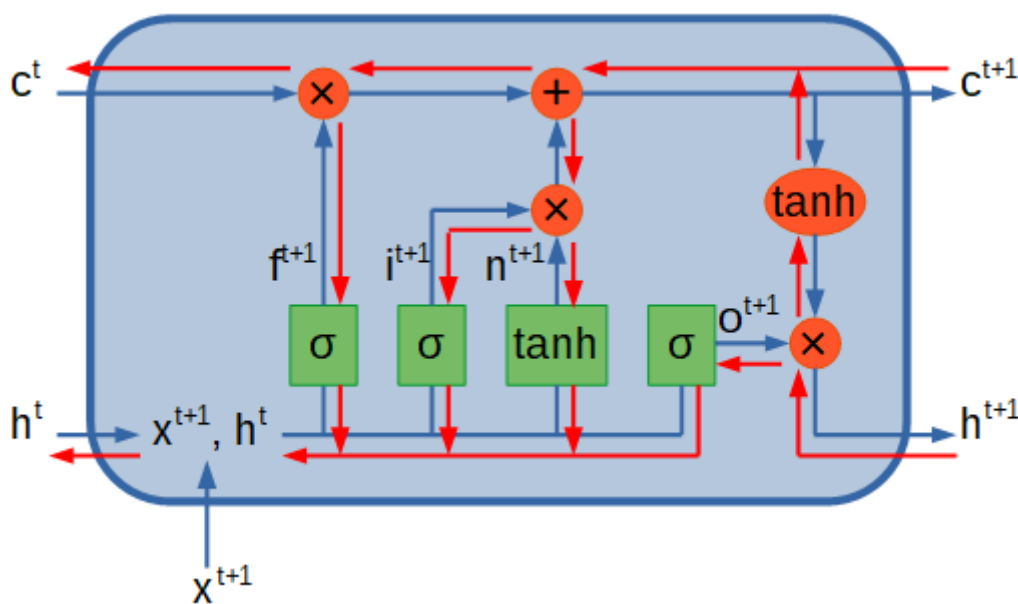 c^t
×
+
c^{t+1}
tanh
×
f^{t+1}
i^{t+1}
n^{t+1}
σ
σ
tanh
σ
o^{t+1}
×
h^t
x^{t+1}, h^t
h^{t+1}
x^{t+1}